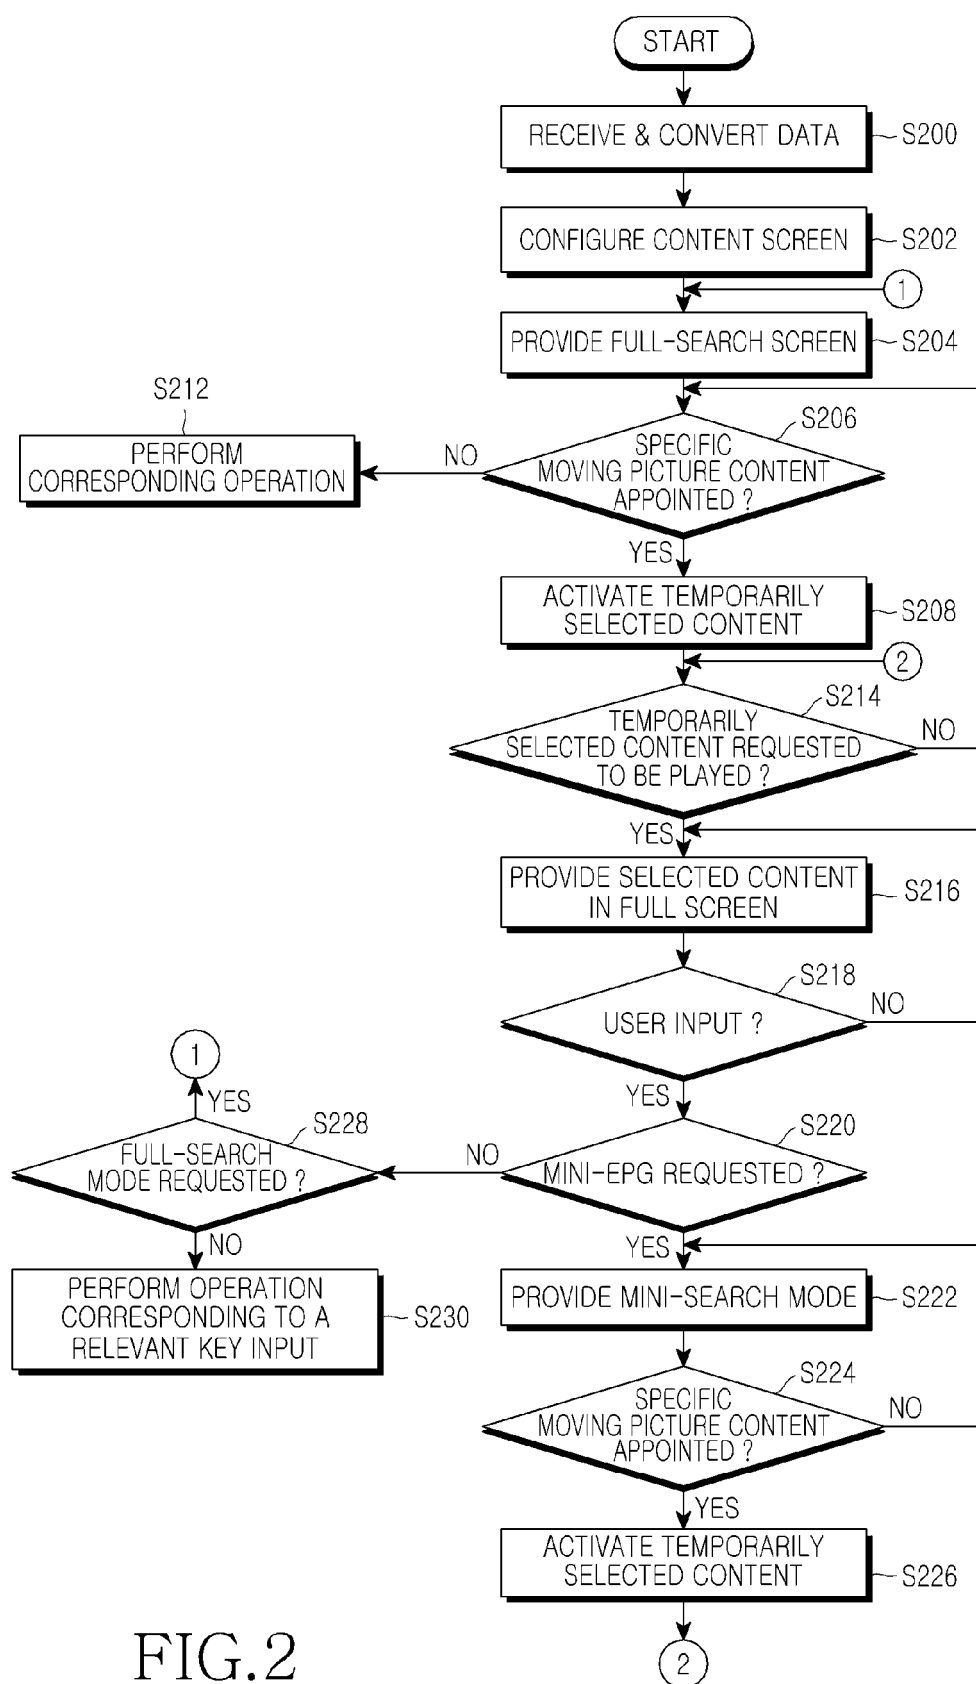 START
RECEIVE & CONVERT DATA
S200
CONFIGURE CONTENT SCREEN
S202
1
PROVIDE FULL-SEARCH SCREEN
S204
S212
PERFORM
CORRESPONDING OPERATION
NO
S206
SPECIFIC
MOVING PICTURE CONTENT
APPOINTED ?
YES
ACTIVATE TEMPORARILY
SELECTED CONTENT
S208
2
S214
TEMPORARILY
SELECTED CONTENT REQUESTED
TO BE PLAYED ?
NO
YES
PROVIDE SELECTED CONTENT
IN FULL SCREEN
S216
S218
USER INPUT ?
NO
YES
1
YES
S228
FULL-SEARCH
MODE REQUESTED ?
NO
S220
MINI-EPG REQUESTED ?
NO
YES
PERFORM OPERATION
CORRESPONDING TO A
RELEVANT KEY INPUT
S230
PROVIDE MINI-SEARCH MODE
S222
S224
SPECIFIC
MOVING PICTURE CONTENT
APPOINTED ?
NO
YES
ACTIVATE TEMPORARILY
SELECTED CONTENT
S226
2
FIG.2